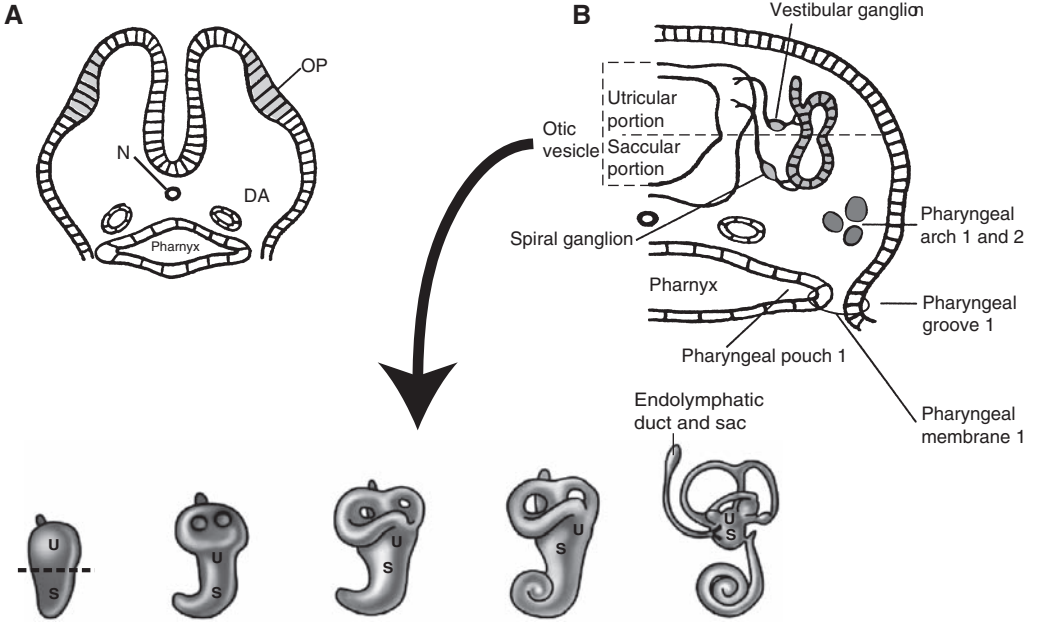 A
OP
N
DA
Pharnyx
B
Vestibular ganglion
Utricular
portion
Otic
vesicle
Saccular
portion
Spiral ganglion
Pharyngeal
arch 1 and 2
Pharnyx
Pharyngeal
groove 1
Pharyngeal pouch 1
Pharyngeal
membrane 1
Endolymphatic
duct and sac
U
S
U
S
U
S
U
S
U
S